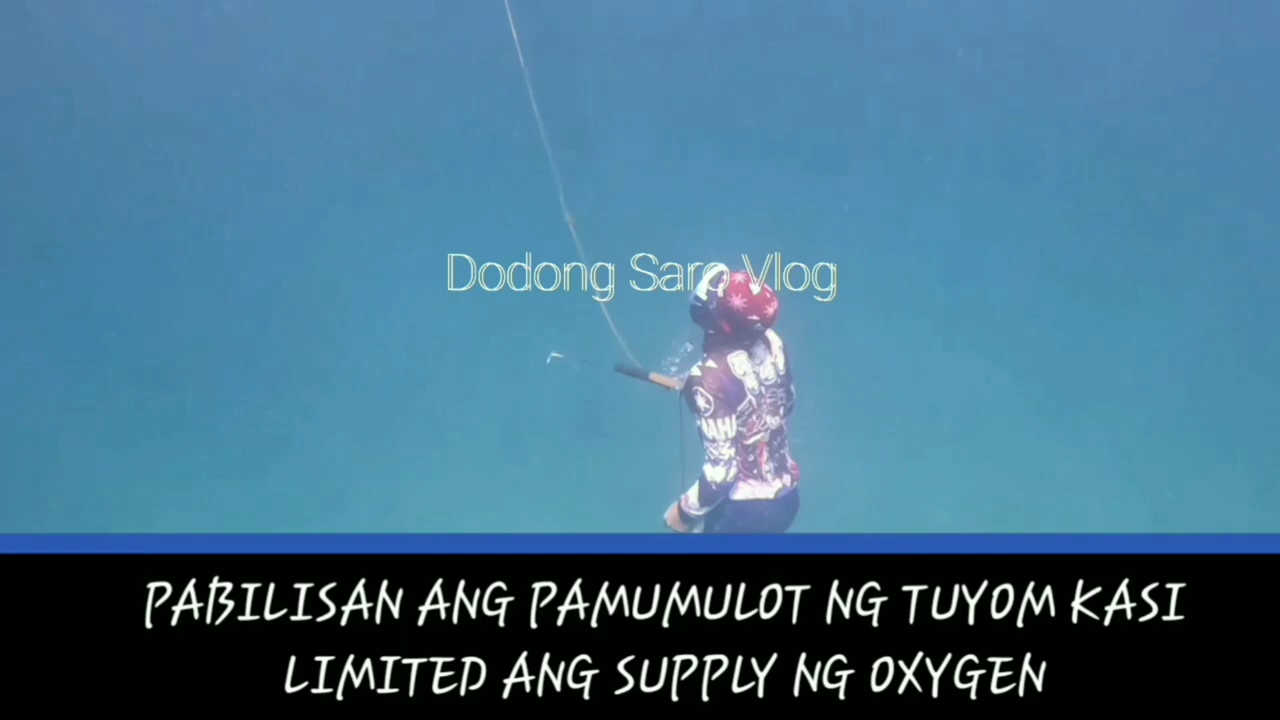 Dodong Saro Vlog
PABILISAN ANG PAMUMULOT NG TUYOM KASI
LIMITED ANG SUPPLY NG OXYGEN